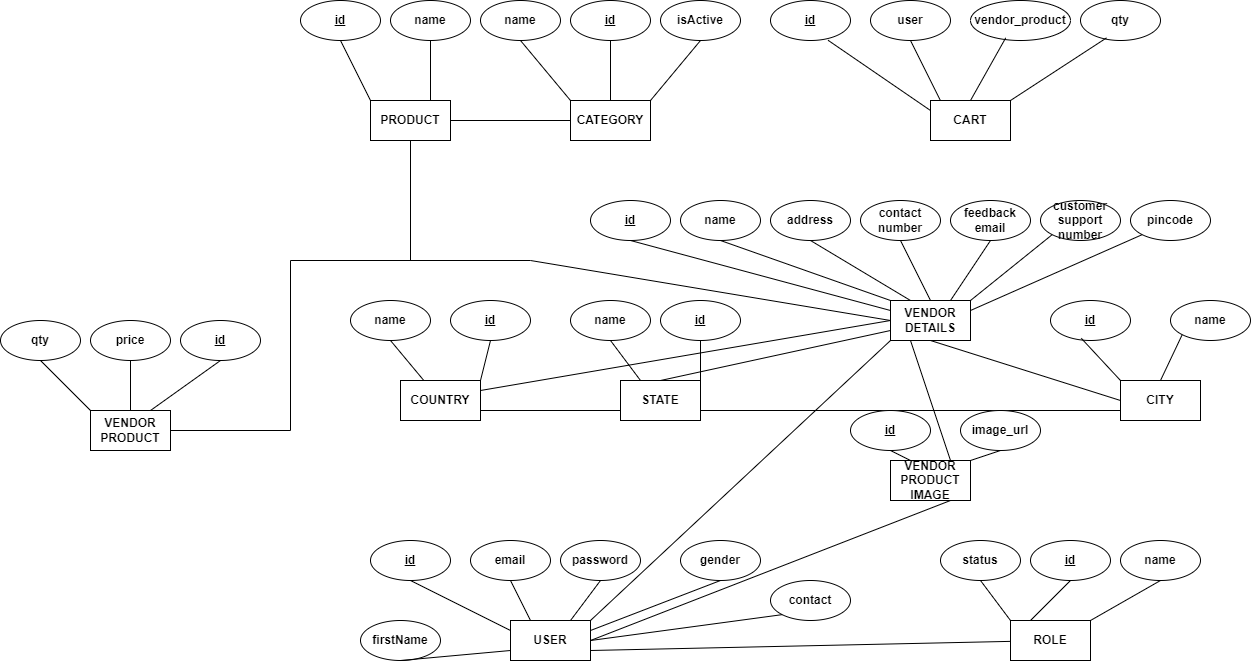 id
name
name
id
isActive
id
user
vendor_product
qty
PRODUCT
CATEGORY
CART
id
name
address
contact
number
feedback
email
customer
support
number
pincode
name
id
name
id
VENDOR
DETAILS
id
name
qty
price
id
COUNTRY
STATE
CITY
VENDOR
PRODUCT
id
image_url
VENDOR
PRODUCT
IMAGE
id
email
password
gender
status
id
name
contact
firstName
USER
ROLE